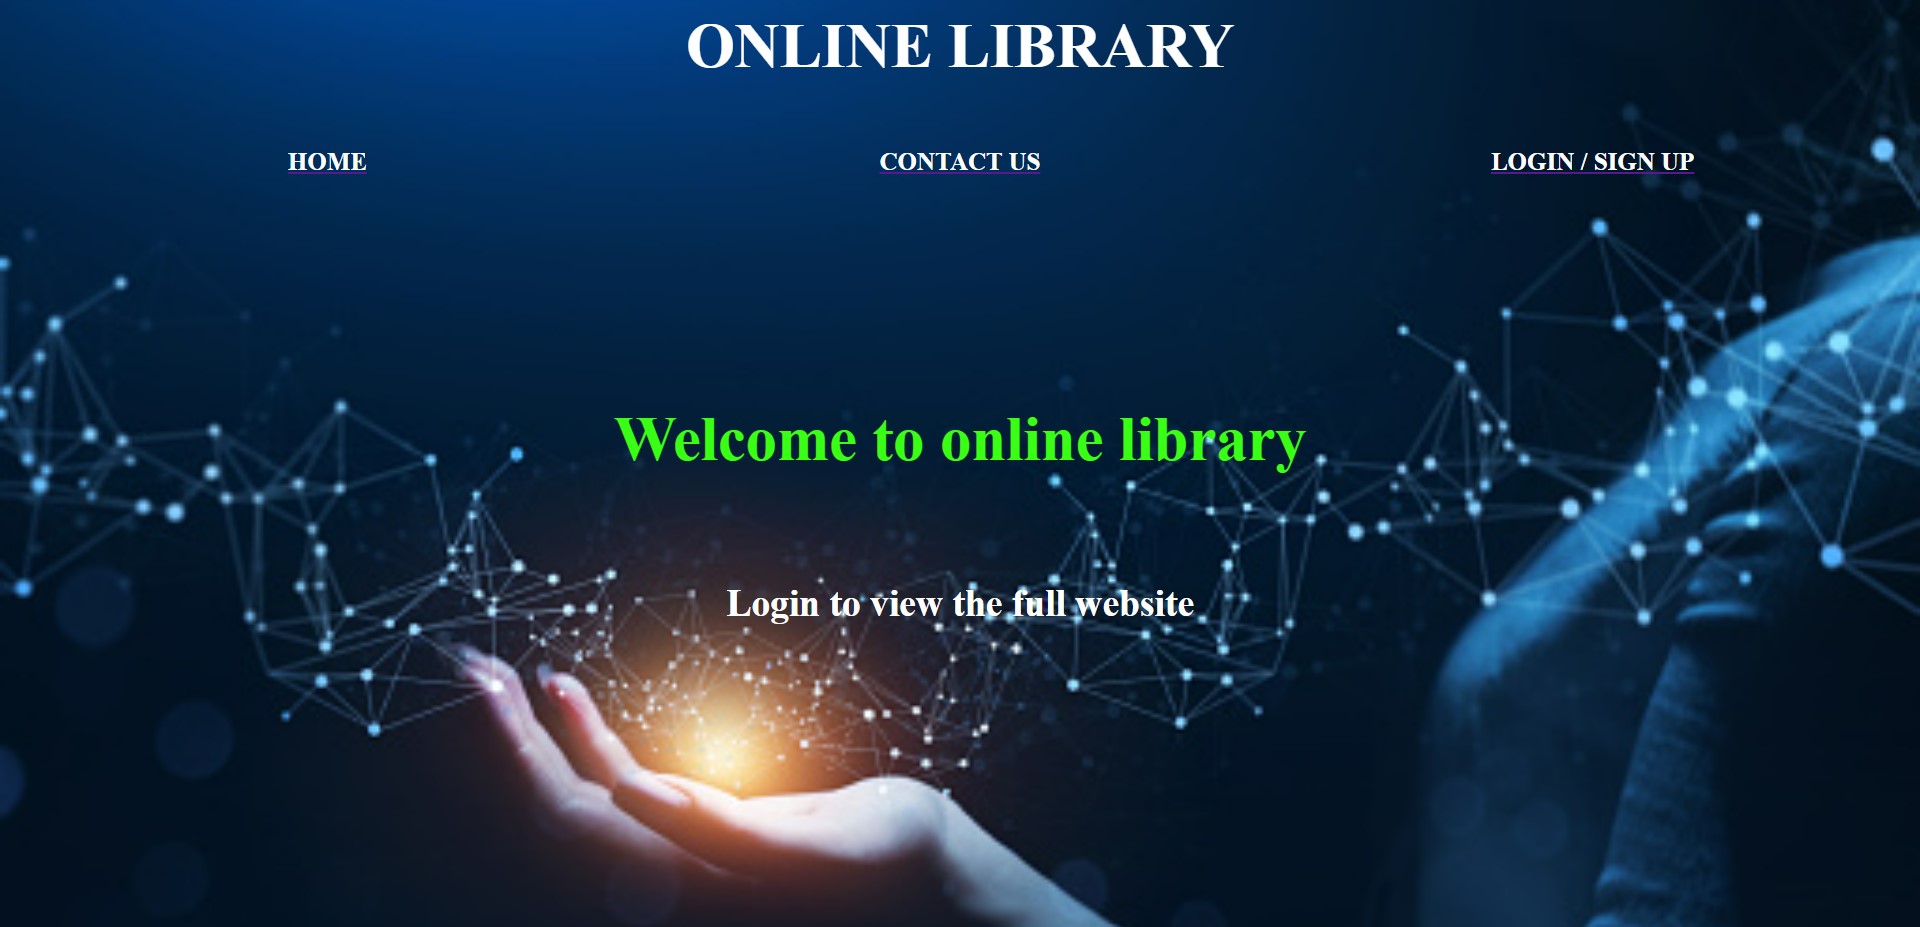 ONLINE LIBRARY
HOME
CONTACT US
LOGIN / SIGN UP
Welcome to online library
Login to view the full website